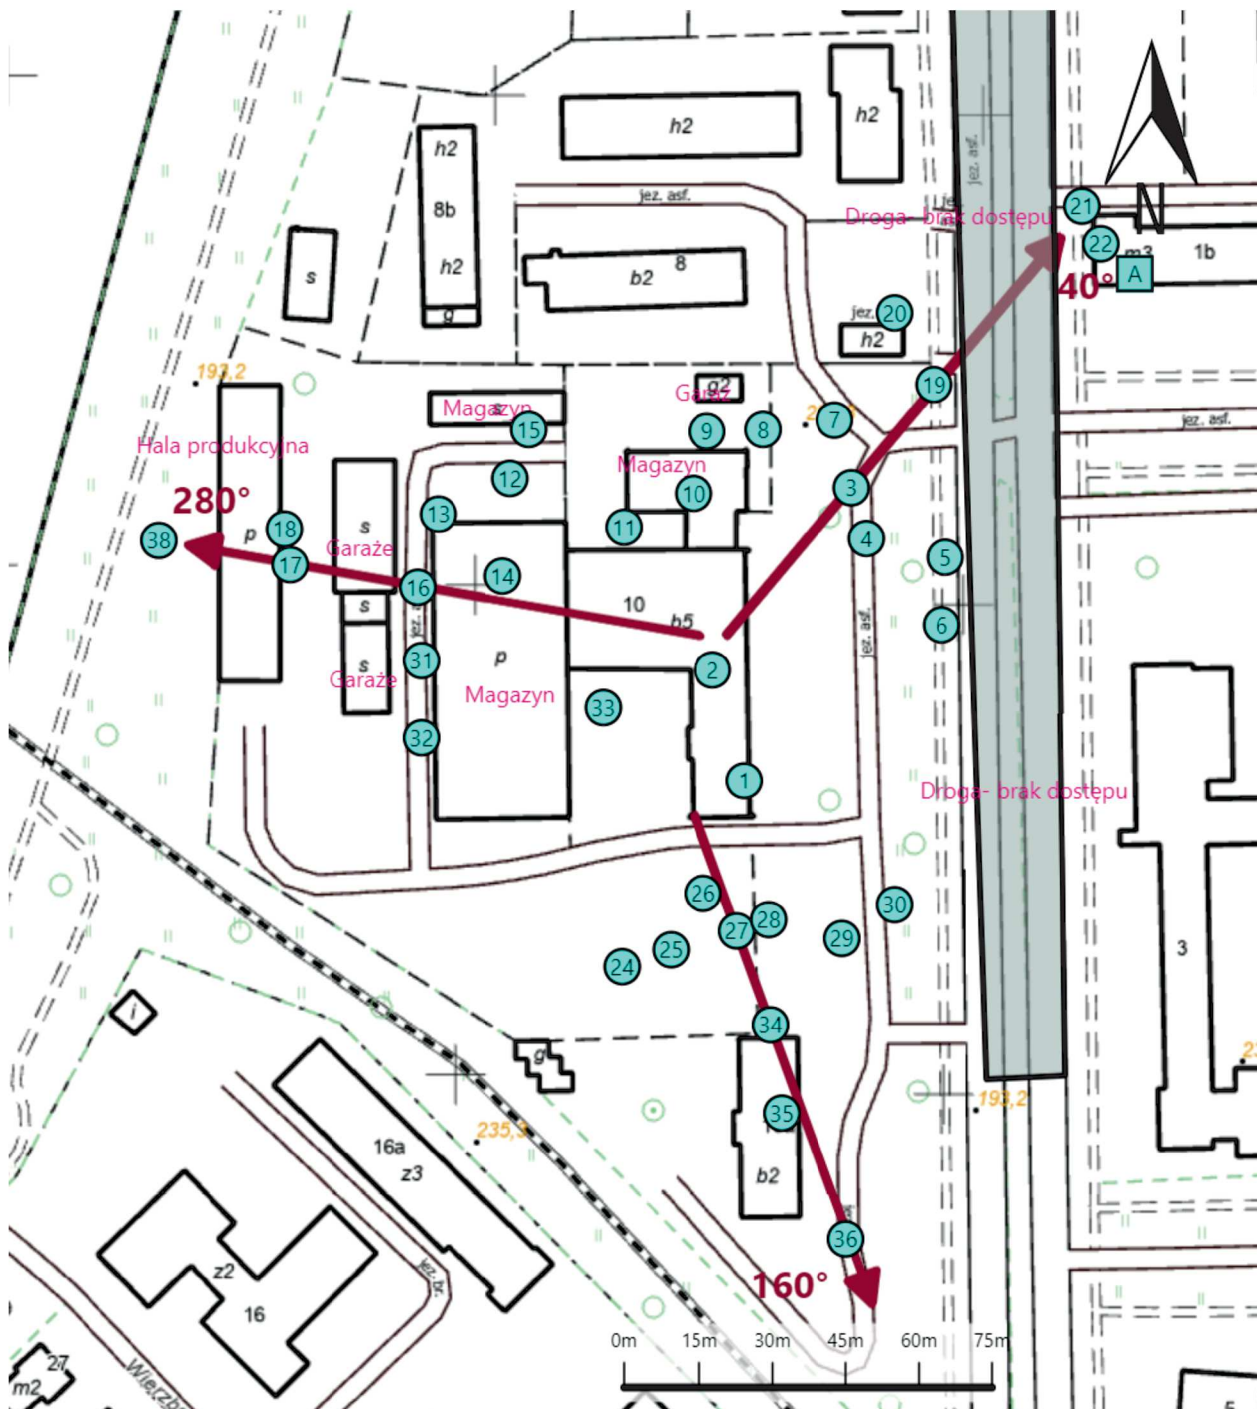 h2
h2
h2
8b
h2
g
s
jez. asf.
jez. asf.
8
b2
Droga- brak dostępu
21
22
m3
1b
A
40°
N
20
jez.
h2
193,2
19
Garaż
g2
Magazyn
s
15
9
8
7
Hala produkcyjna
Magazyn
12
10
3
280°
13
11
18
p
s
Garaże
38
17
4
5
16
14
10
h5
6
s
jez. asf.
31
p
2
s
Garaże
Magazyn
33
32
1
Droga- brak dostępu
26
28
30
27
29
25
24
3
i
34
g
193,2
35
235,3
16a
z3
b2
36
z2
jez. br.
160°
16
0m 15m 30m 45m 60m 75m
27
m2
jez. asf.